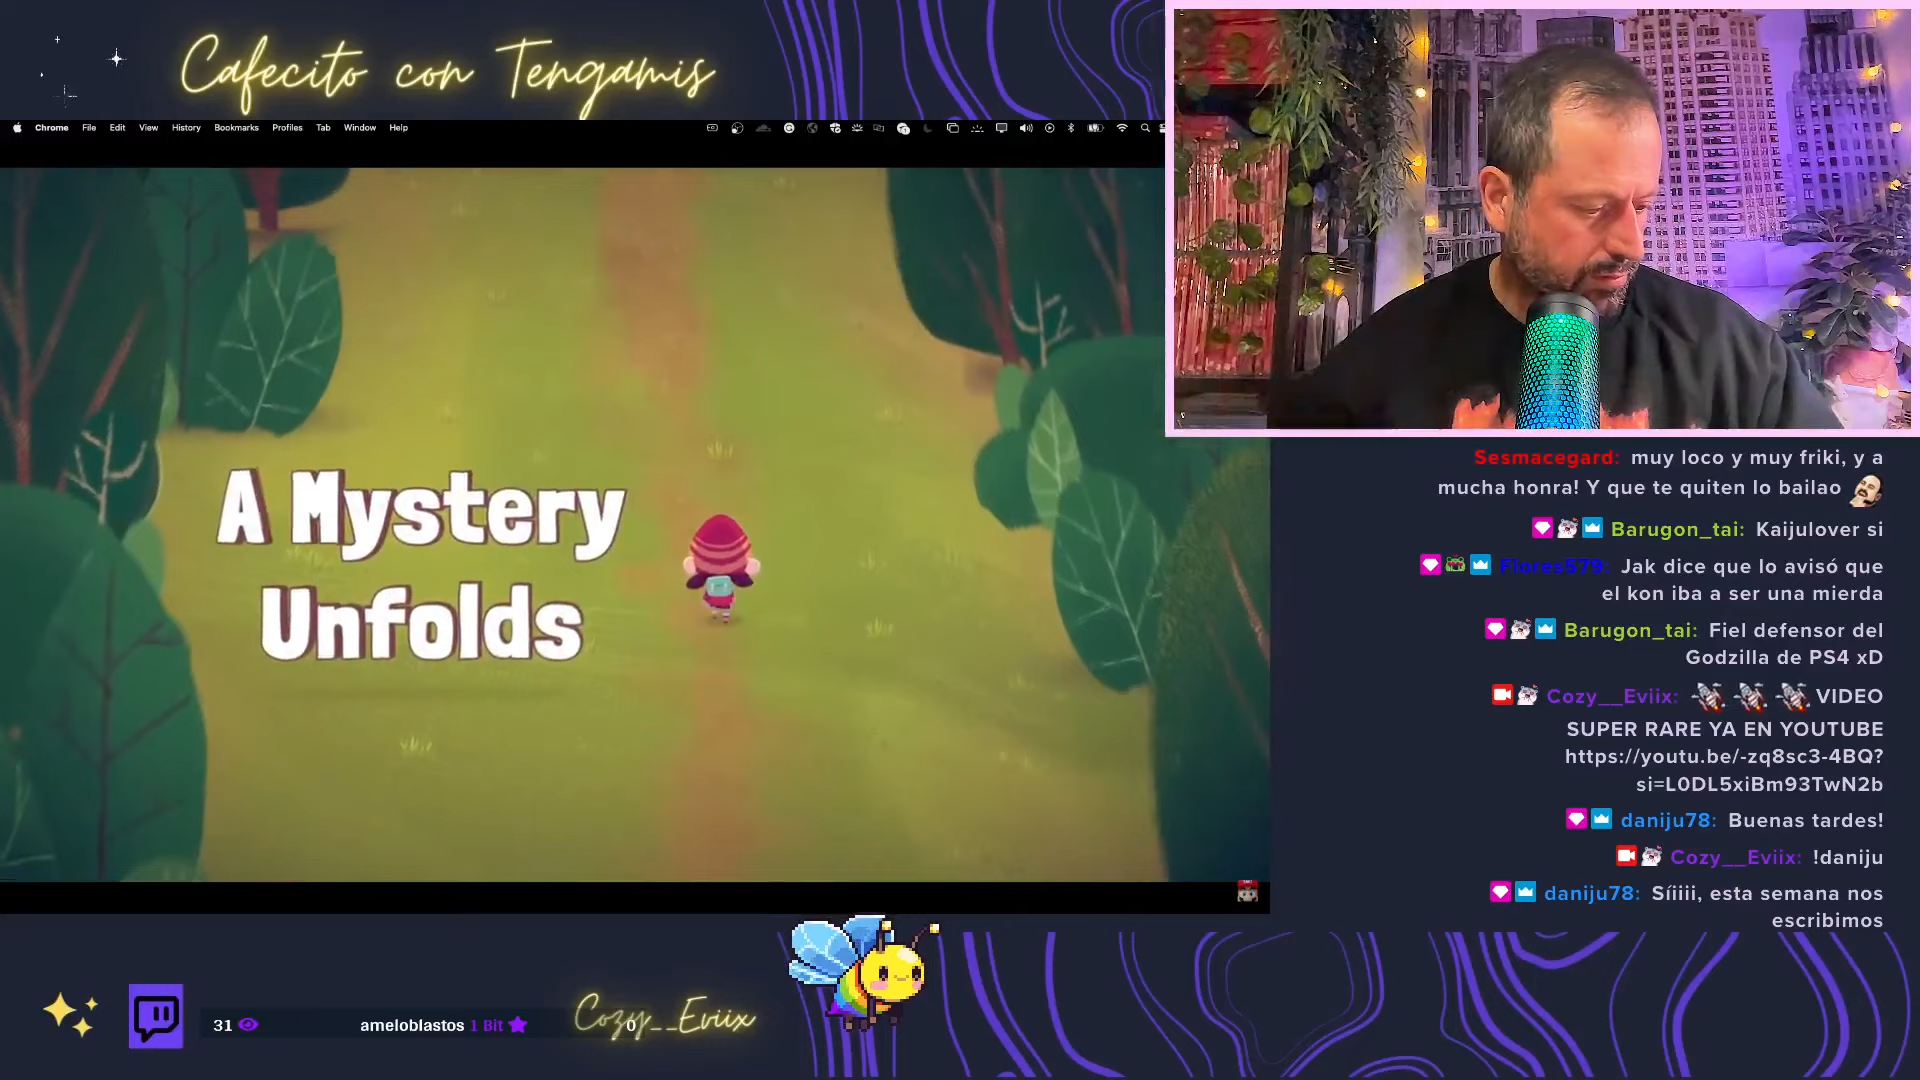 Cafecito con Tengamis
Chrome File Edit View History Bookmarks Profiles Tab Window Help
A Mystery
Unfolds
Sesmacegard: muy loco y muy friki, y a
mucha honra! Y que te quiten lo bailao
Barugon_tai: Kaijulover si
Flores579: Jak dice que lo avisó que
el kon iba a ser una mierda
Barugon_tai: Fiel defensor del
Godzilla de PS4 xD
Cozy__Eviix: VIDEO
SUPER RARE YA EN YOUTUBE
https://youtu.be/-zq8sc3-4BQ?
si=L0DL5xiBm93TwN2b
daniju78: Buenas tardes!
Cozy__Eviix: !daniju
daniju78: Síiiii, esta semana nos
escribimos
31 ameloblastos 1 Bit 0
Cozy__Eviix